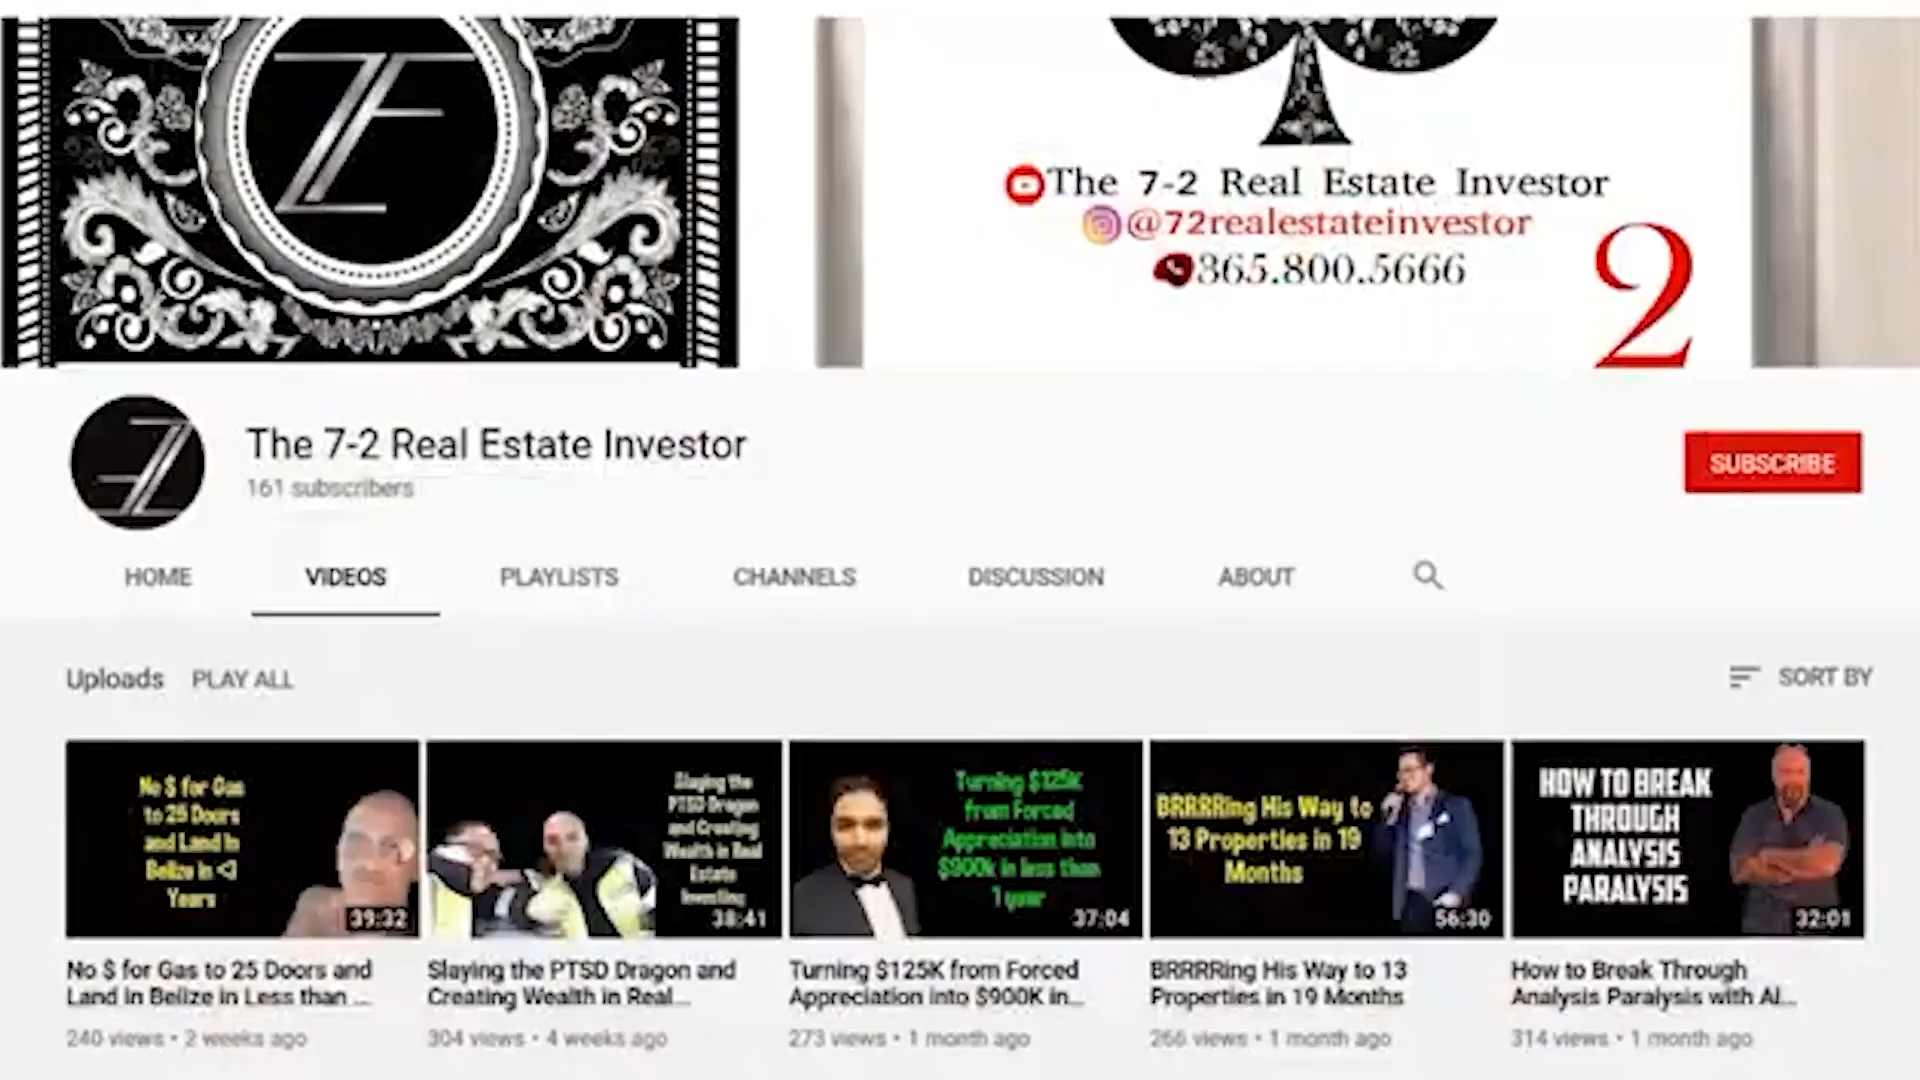 The 7-2 Real Estate Investor
@72realestateinvestor
865.800.5666
2
The 7-2 Real Estate Investor
161 subscribers
SUBSCRIBE
HOME VIDEOS PLAYLISTS CHANNELS DISCUSSION ABOUT
Uploads PLAY ALL
SORT BY
No $ for Gas
to 25 Doors
and Land in
Belize in <3
Years
39:32
Slaying the
PTSD Dragon
and Creating
Wealth in Real
Estate
Investing
38:41
Turning $125K
from Forced
Appreciation into
$900k in less than
1 year
37:04
BRRRRing His Way to
13 Properties in 19
Months
56:30
HOW TO BREAK
THROUGH
ANALYSIS
PARALYSIS
32:01
No $ for Gas to 25 Doors and
Land in Belize in Less than ...
240 views • 2 weeks ago
Slaying the PTSD Dragon and
Creating Wealth in Real...
304 views • 4 weeks ago
Turning $125K from Forced
Appreciation into $900K in...
273 views • 1 month ago
BRRRRing His Way to 13
Properties in 19 Months
266 views • 1 month ago
How to Break Through
Analysis Paralysis with Al...
314 views • 1 month ago